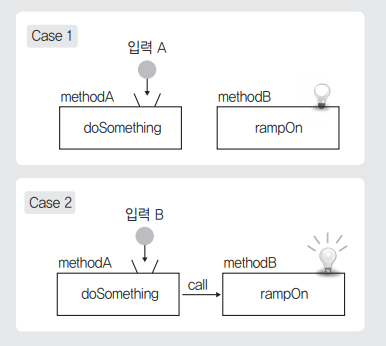 Case 1
입력 A
methodA
methodB
doSomething
rampOn
Case 2
입력 B
methodA
methodB
doSomething
call
rampOn